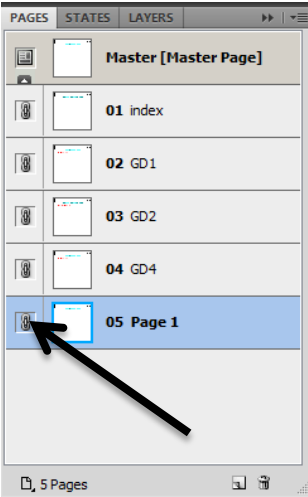 PAGES STATES LAYERS
Master [Master Page]
01 index
02 GD1
03 GD2
04 GD4
05 Page 1
5 Pages